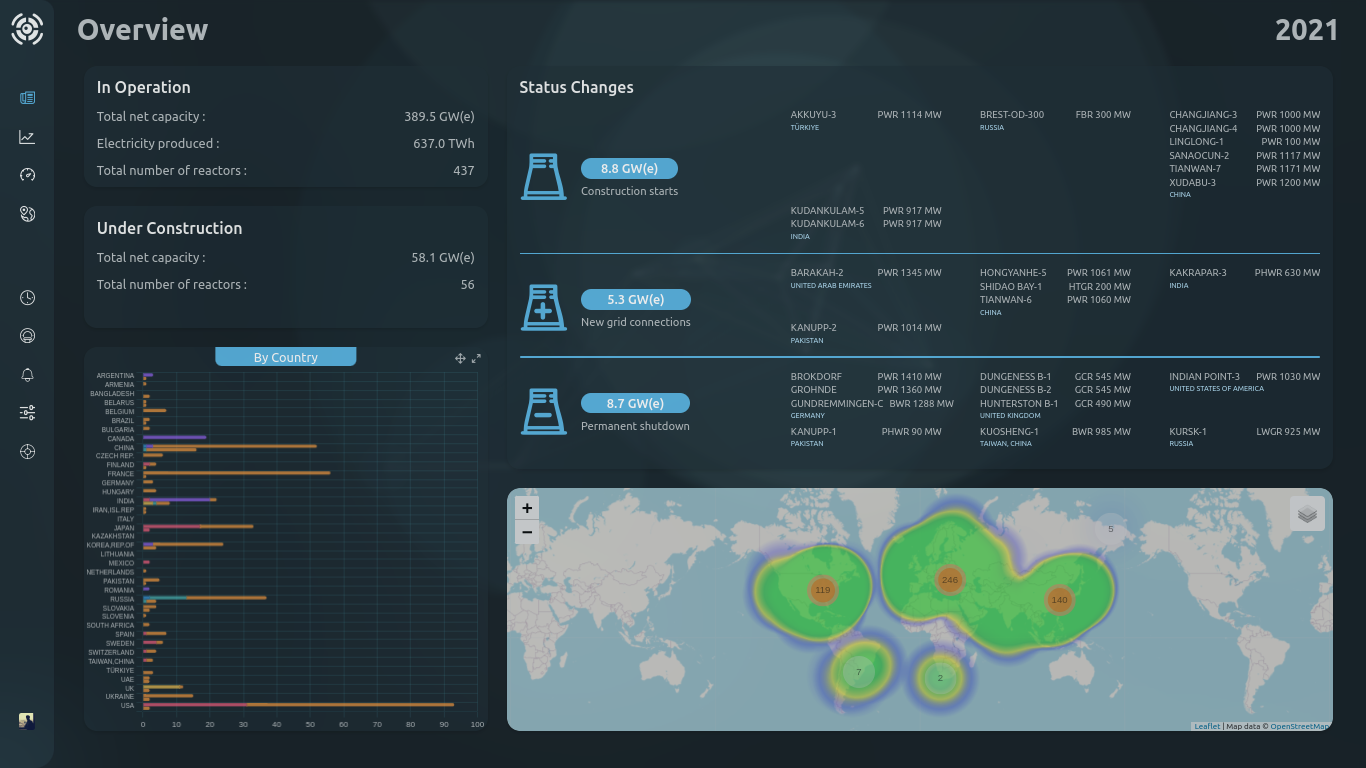 Overview
2021
In Operation
Total net capacity : 389.5 GW(e)
Electricity produced : 637.0 TWh
Total number of reactors : 437
Under Construction
Total net capacity : 58.1 GW(e)
Total number of reactors : 56
By Country
ARGENTINA
ARMENIA
BANGLADESH
BELARUS
BELGIUM
BRAZIL
BULGARIA
CANADA
CHINA
CZECH REP.
FINLAND
FRANCE
GERMANY
HUNGARY
INDIA
IRAN,ISL.REP
ITALY
JAPAN
KAZAKHSTAN
KOREA,REP.OF
LITHUANIA
MEXICO
NETHERLANDS
PAKISTAN
ROMANIA
RUSSIA
SLOVAKIA
SLOVENIA
SOUTH AFRICA
SPAIN
SWEDEN
SWITZERLAND
TAIWAN,CHINA
TÜRKIYE
UAE
UK
UKRAINE
USA
0 10 20 30 40 50 60 70 80 90 100
Status Changes
8.8 GW(e)
Construction starts
AKKUYU-3 PWR 1114 MW
TÜRKIYE
BREST-OD-300 FBR 300 MW
RUSSIA
CHANGJIANG-3 PWR 1000 MW
CHANGJIANG-4 PWR 1000 MW
LINGLONG-1 PWR 100 MW
SANAOCUN-2 PWR 1117 MW
TIANWAN-7 PWR 1171 MW
XUDABU-3 PWR 1200 MW
CHINA
KUDANKULAM-5 PWR 917 MW
KUDANKULAM-6 PWR 917 MW
INDIA
5.3 GW(e)
New grid connections
BARAKAH-2 PWR 1345 MW
UNITED ARAB EMIRATES
HONGYANHE-5 PWR 1061 MW
SHIDAO BAY-1 HTGR 200 MW
TIANWAN-6 PWR 1060 MW
CHINA
KAKRAPAR-3 PHWR 630 MW
INDIA
KANUPP-2 PWR 1014 MW
PAKISTAN
8.7 GW(e)
Permanent shutdown
BROKDORF PWR 1410 MW
GROHNDE PWR 1360 MW
GUNDREMMINGEN-C BWR 1288 MW
GERMANY
DUNGENESS B-1 GCR 545 MW
DUNGENESS B-2 GCR 545 MW
HUNTERSTON B-1 GCR 490 MW
UNITED KINGDOM
INDIAN POINT-3 PWR 1030 MW
UNITED STATES OF AMERICA
KANUPP-1 PHWR 90 MW
PAKISTAN
KUOSHENG-1 BWR 985 MW
TAIWAN, CHINA
KURSK-1 LWGR 925 MW
RUSSIA
+
−
5
119
246
140
7
2
Leaflet | Map data © OpenStreetMap